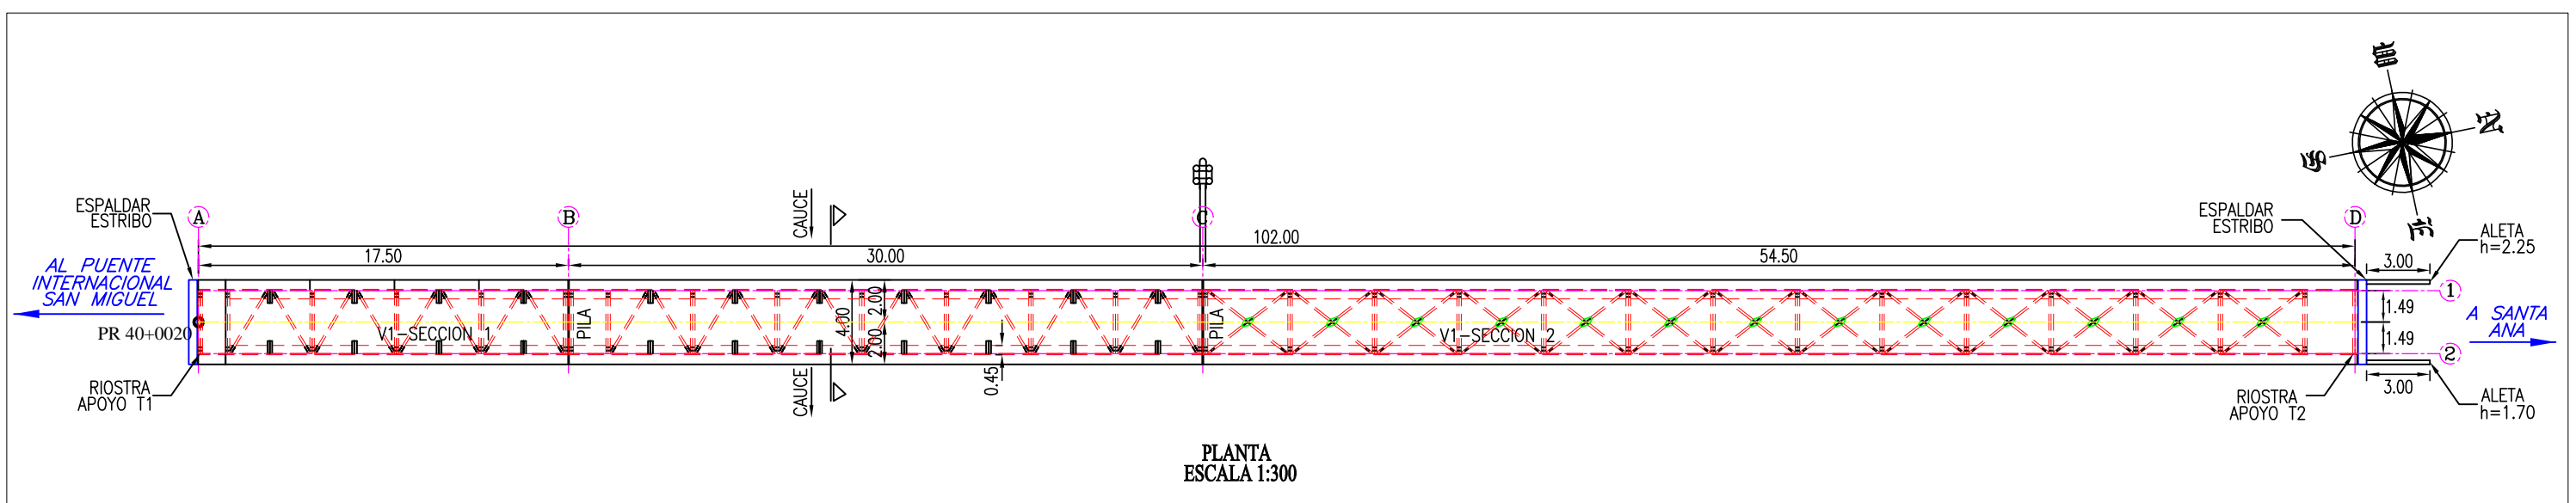 ESPALDAR
ESTRIBO
A
B
CAUCE
C
ESPALDAR
ESTRIBO
D
ALETA
h=2.25
102.00
17.50
30.00
54.50
3.00
AL PUENTE
INTERNACIONAL
SAN MIGUEL
PR 40+0020
V1-SECCION 1
PILA
4.00
2.00
2.00
0.45
PILA
V1-SECCION 2
1
1.49
1.49
2
A SANTA
ANA
RIOSTRA
APOYO T1
CAUCE
3.00
RIOSTRA
APOYO T2
ALETA
h=1.70
PLANTA
ESCALA 1:300
N